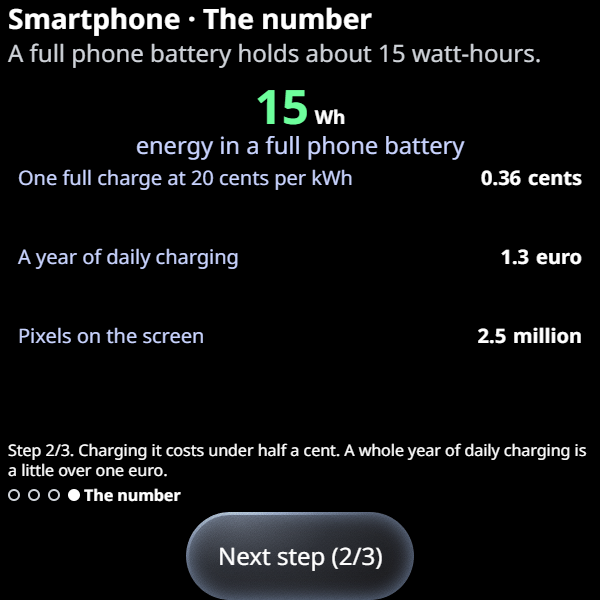 Smartphone · The number
A full phone battery holds about 15 watt-hours.
15 Wh
energy in a full phone battery
One full charge at 20 cents per kWh 0.36 cents
A year of daily charging 1.3 euro
Pixels on the screen 2.5 million
Step 2/3. Charging it costs under half a cent. A whole year of daily charging is
a little over one euro.
The number
Next step (2/3)